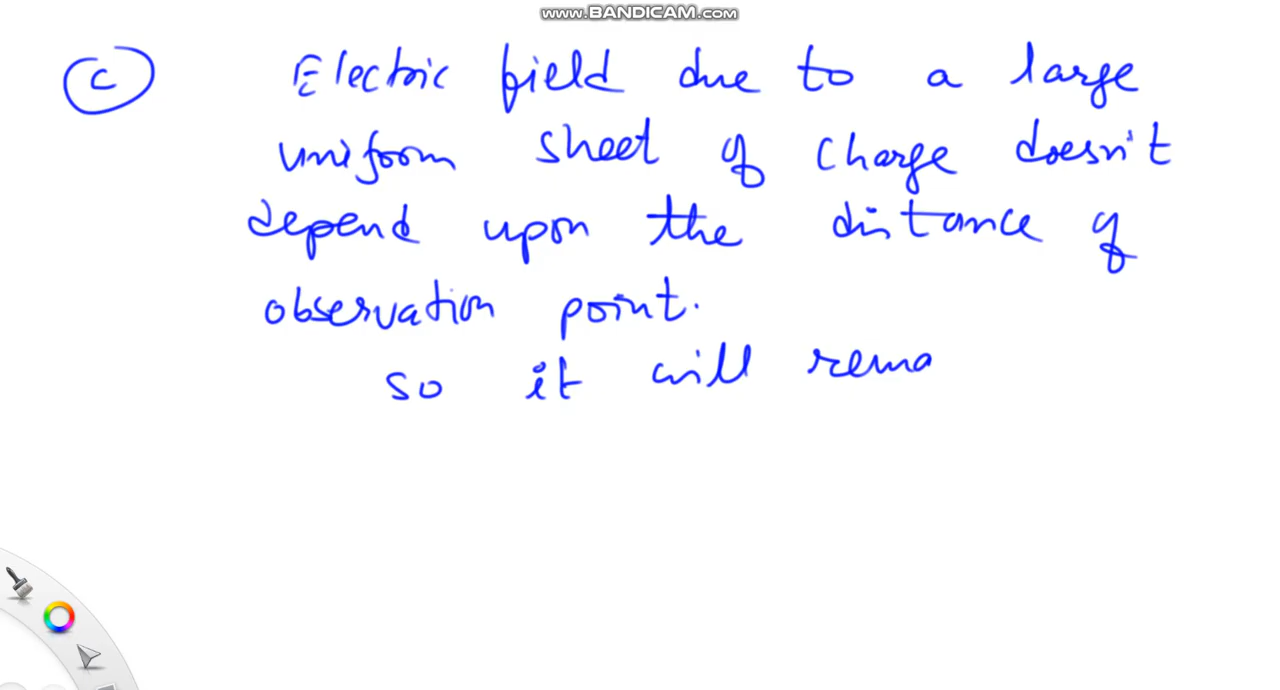 www.BANDICAM.com
c Electric field due to a large
uniform sheet of charge doesn't
depend upon the distance of
observation point.
so it will rema